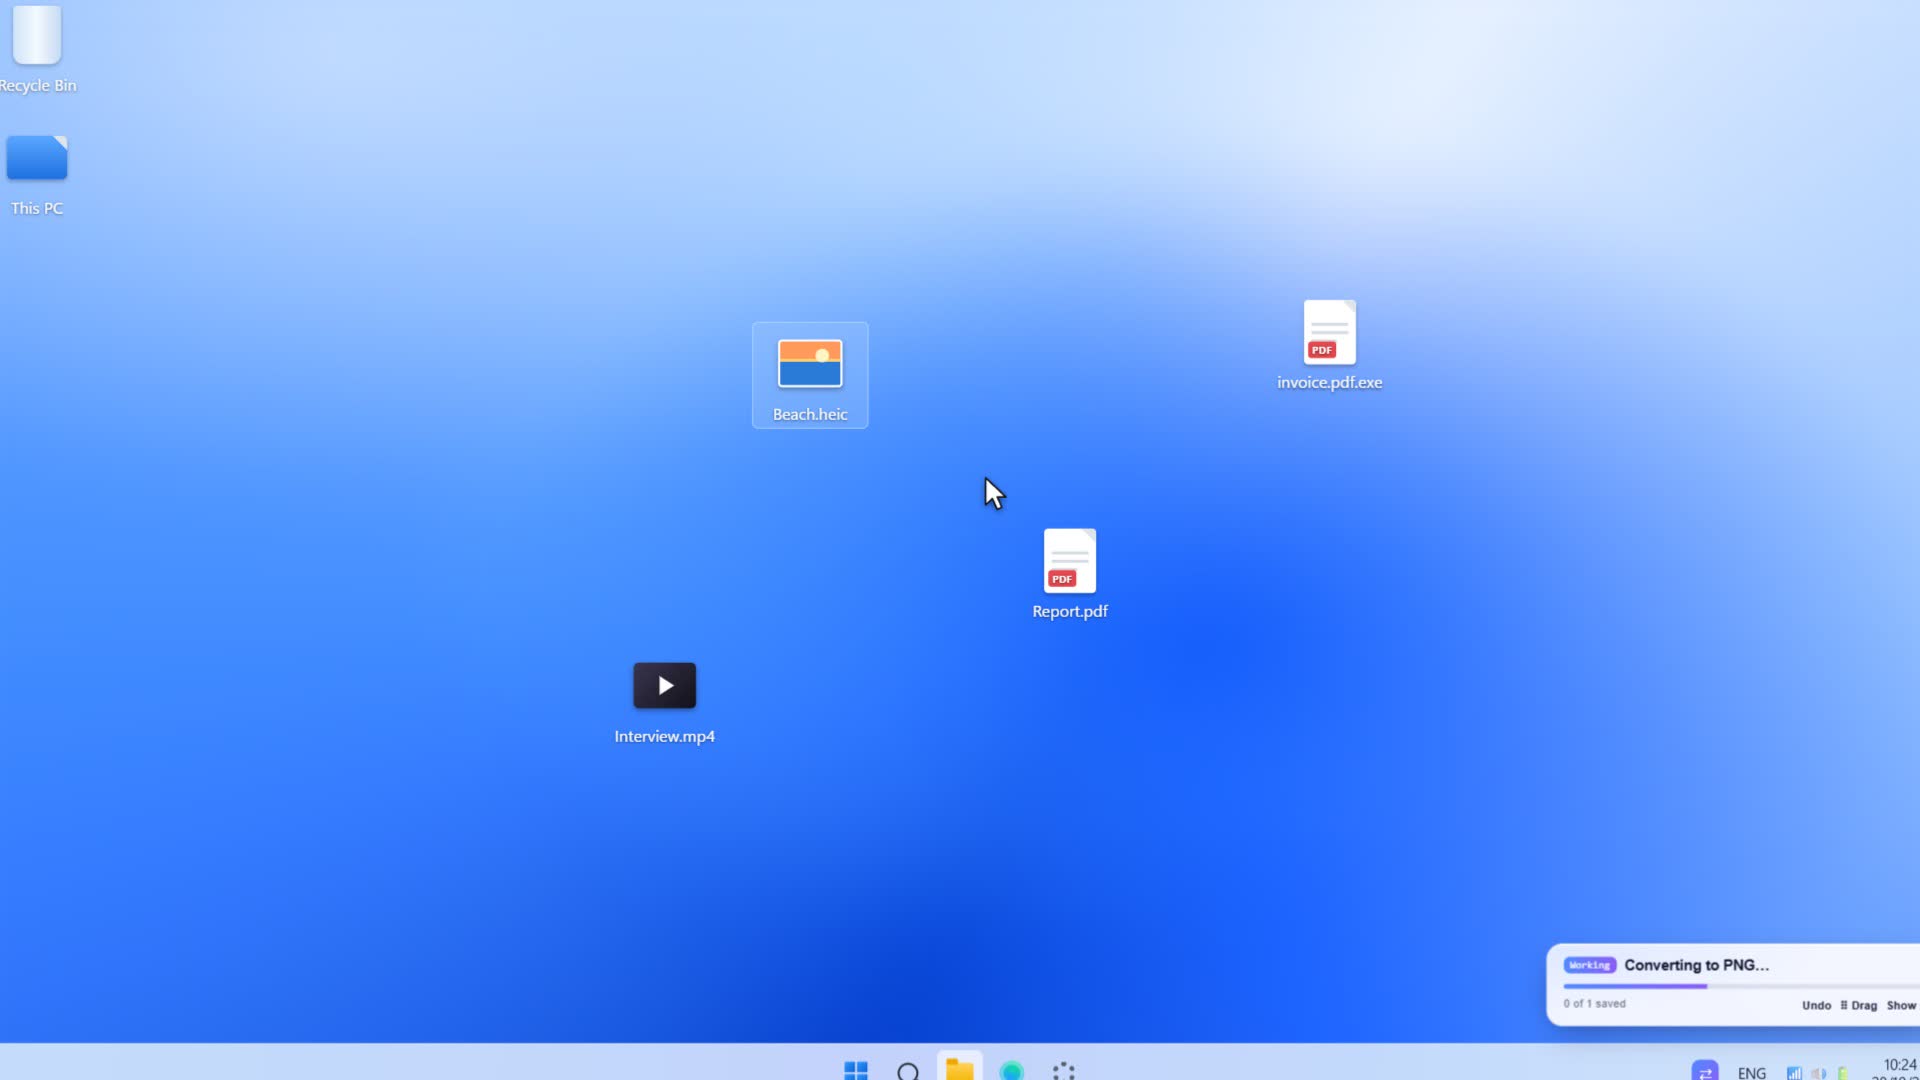 Recycle Bin
This PC
Beach.heic
PDF
invoice.pdf.exe
PDF
Report.pdf
Interview.mp4
Working Converting to PNG...
0 of 1 saved
Undo Drag Show
ENG
10:24